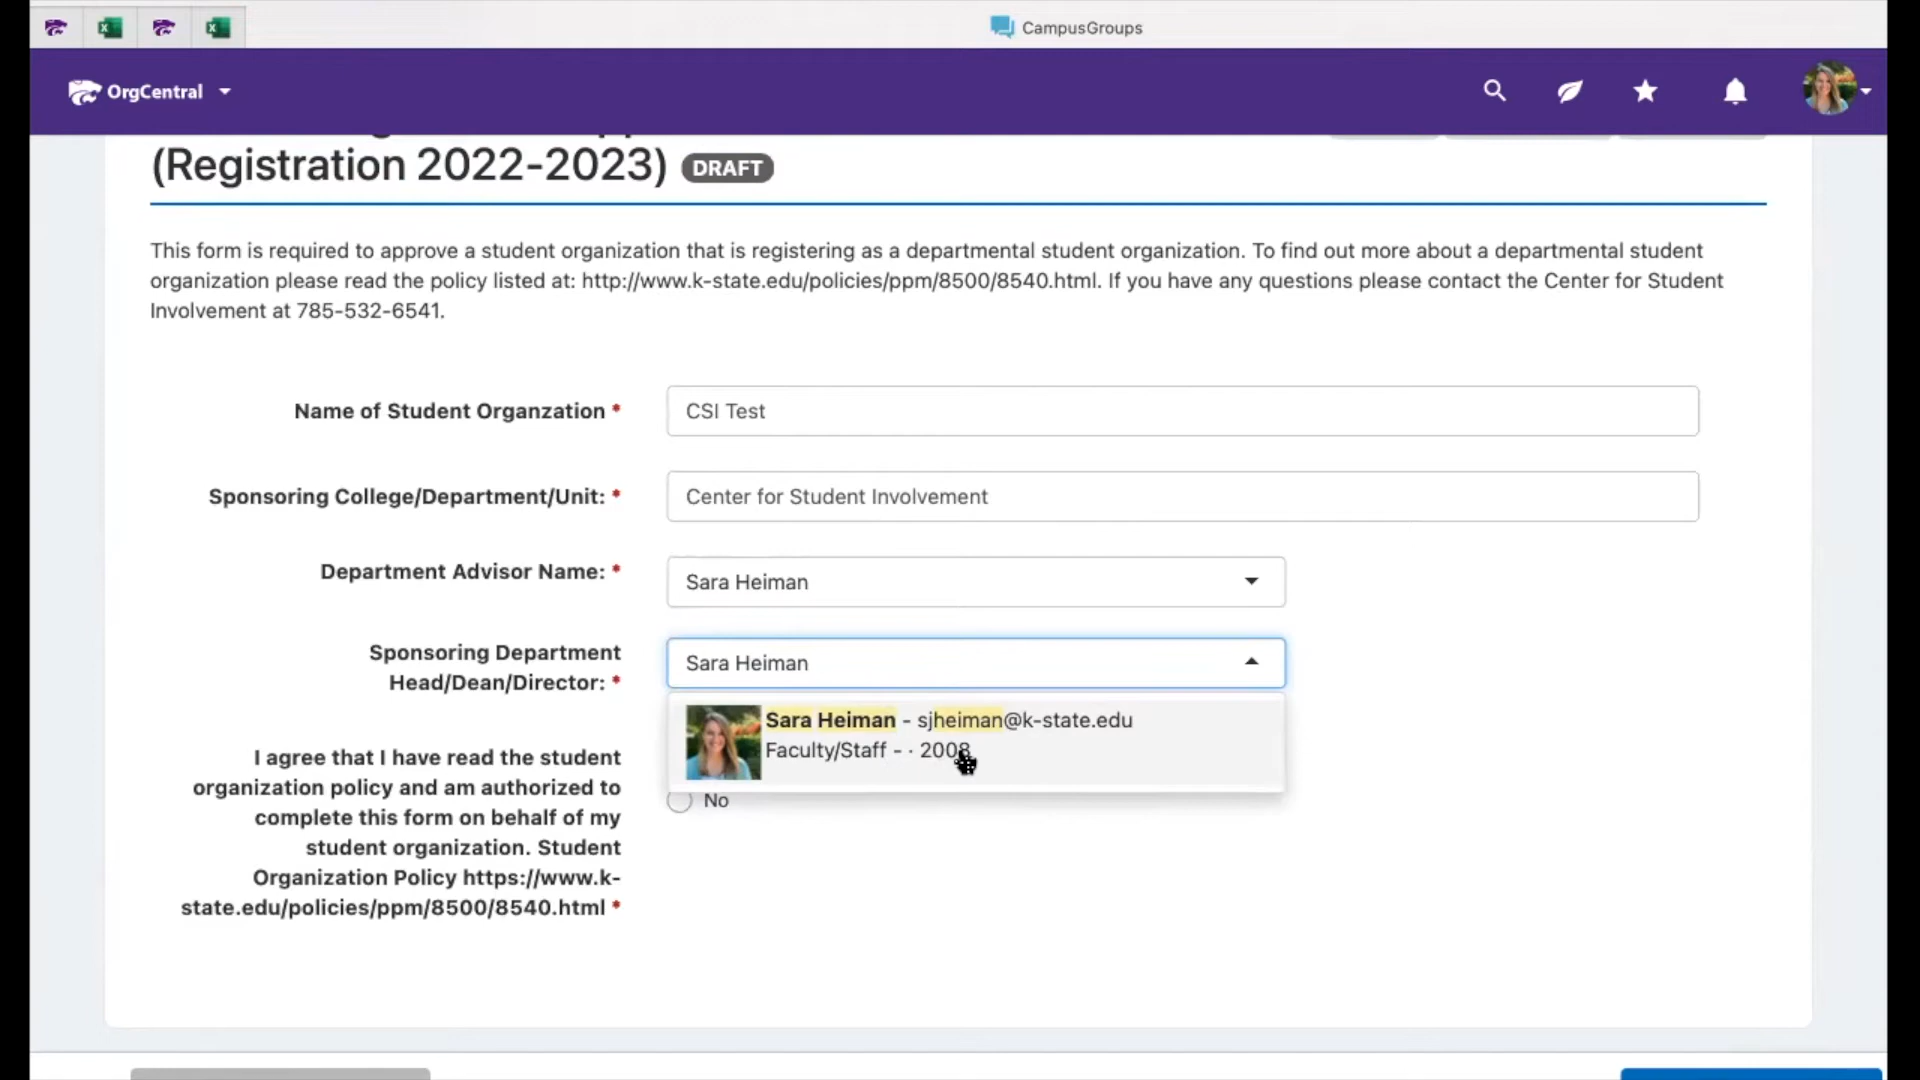 CampusGroups
OrgCentral
(Registration 2022-2023) DRAFT
This form is required to approve a student organization that is registering as a departmental student organization. To find out more about a departmental student
organization please read the policy listed at: http://www.k-state.edu/policies/ppm/8500/8540.html. If you have any questions please contact the Center for Student
Involvement at 785-532-6541.
Name of Student Organzation *
CSI Test
Sponsoring College/Department/Unit: *
Center for Student Involvement
Department Advisor Name: *
Sara Heiman
Sponsoring Department
Head/Dean/Director: *
Sara Heiman
Sara Heiman - sjheiman@k-state.edu
Faculty/Staff - · 2008
No
I agree that I have read the student
organization policy and am authorized to
complete this form on behalf of my
student organization. Student
Organization Policy https://www.k-
state.edu/policies/ppm/8500/8540.html *